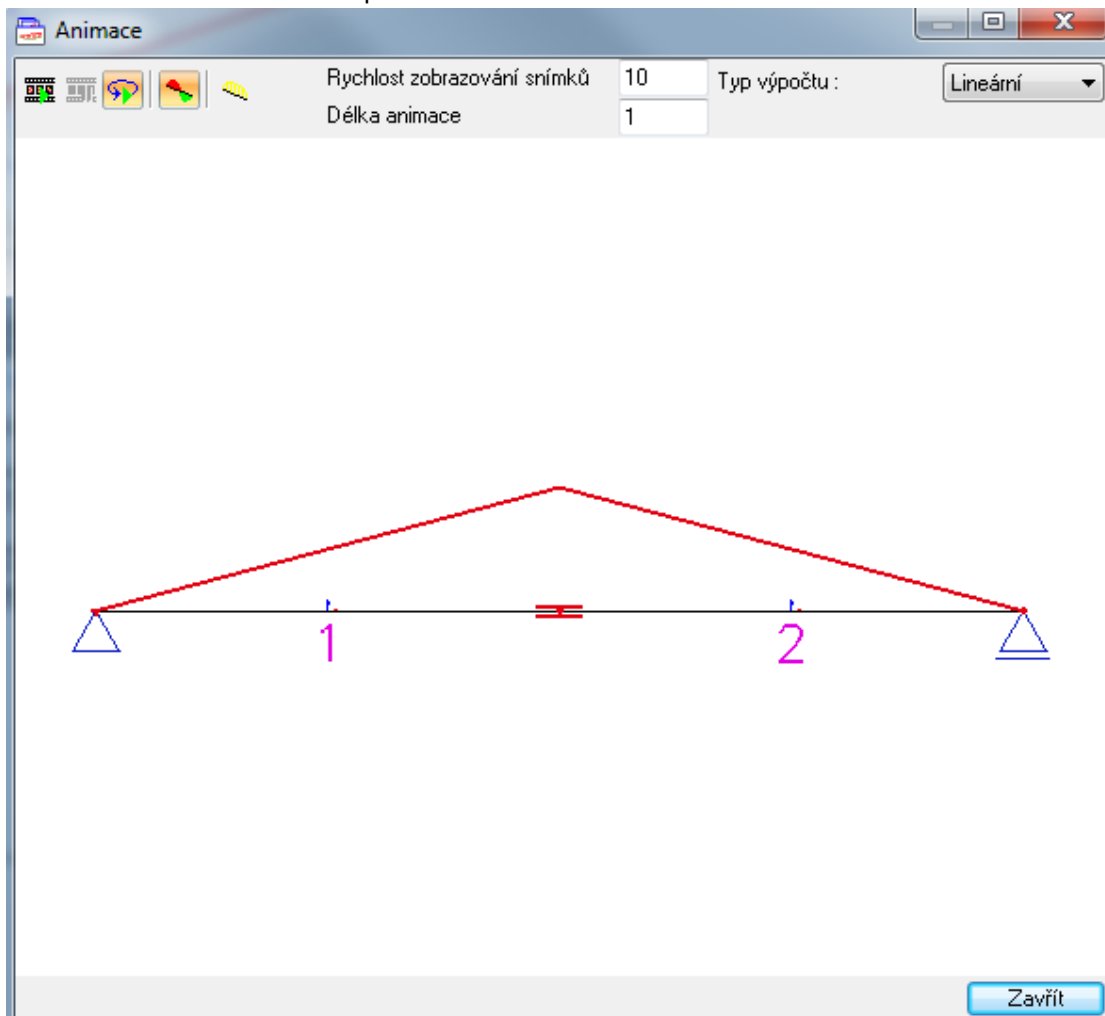 Animace
Rychlost zobrazování snímků 10 Typ výpočtu : Lineární
Délka animace 1
1 2
Zavřít